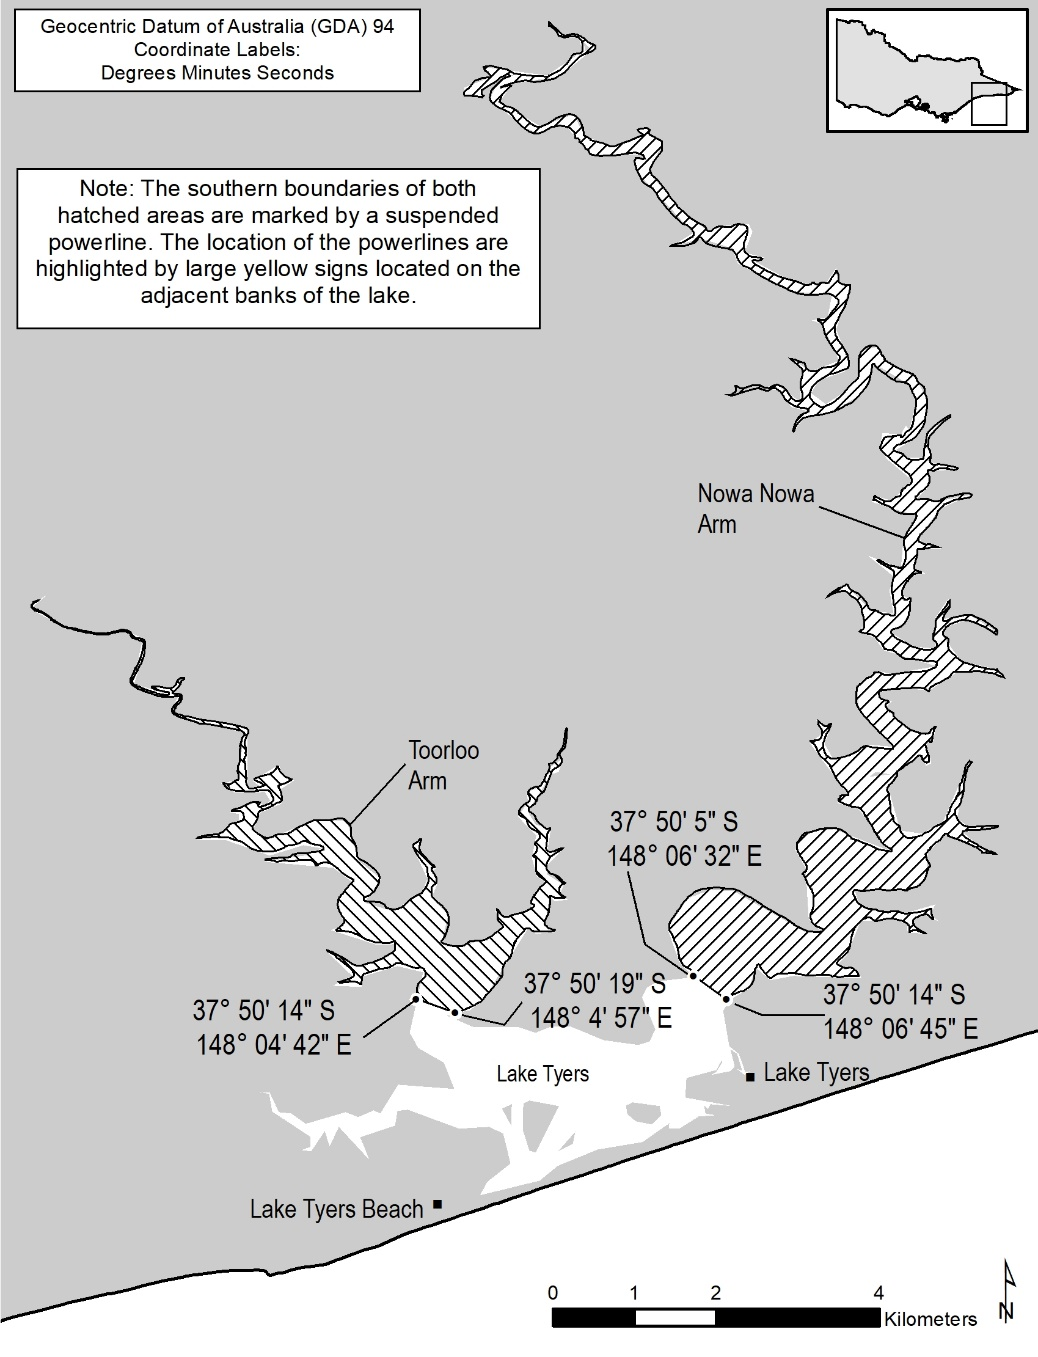 Geocentric Datum of Australia (GDA) 94
Coordinate Labels:
Degrees Minutes Seconds
Note: The southern boundaries of both
hatched areas are marked by a suspended
powerline. The location of the powerlines are
highlighted by large yellow signs located on the
adjacent banks of the lake.
Nowa Nowa
Arm
Toorloo
Arm
37° 50' 5" S
148° 06' 32" E
37° 50' 14" S
148° 04' 42" E
37° 50' 19" S
148° 4' 57" E
37° 50' 14" S
148° 06' 45" E
Lake Tyers
Lake Tyers
Lake Tyers Beach
0 1 2 4
Kilometers
N